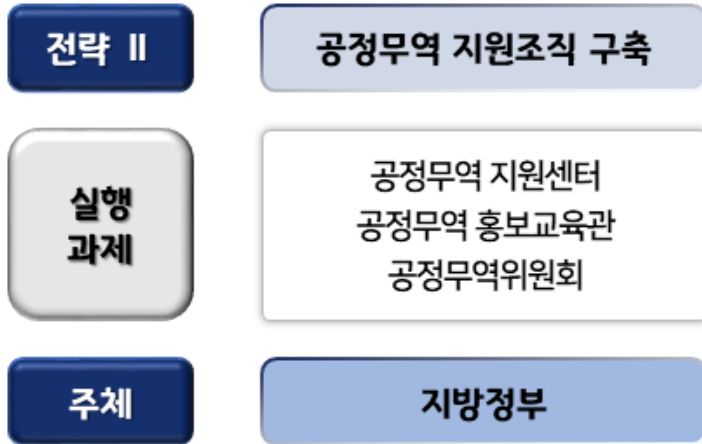 전략 Ⅱ
공정무역 지원조직 구축
실행
과제
공정무역 지원센터
공정무역 홍보교육관
공정무역위원회
주체
지방정부